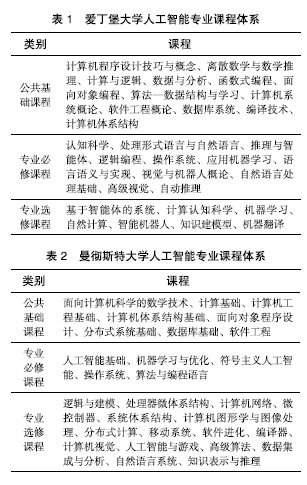 表 1 爱丁堡大学人工智能专业课程体系
类别 课程
计算机程序设计技巧与概念、离散数学与数学推
理、计算与逻辑、数据与分析、函数式编程、面
公共基
向对象编程、算法—数据结构与学习、计算机系
础课程
统概论、软件工程概论、数据库系统、编译技术、
计算机体系结构
认知科学、处理形式语言与自然语言、推理与智
专业必
能体、逻辑编程、操作系统、应用机器学习、语
修课程
言语义与实现、视觉与机器人概论、自然语言处
理基础、高级视觉、自动推理
专业选
基于智能体的系统、计算认知科学、机器学习、
修课程
自然计算、智能机器人、知识建模型、机器翻译
表 2 曼彻斯特大学人工智能专业课程体系
类别 课程
公共
面向计算机科学的数学技术、计算基础、计算机工
基础
程基础、计算机体系结构基础、面向对象程序设
课程
计、分布式系统基础、数据库基础、软件工程
专业
必修
人工智能基础、机器学习与优化、符号主义人工智
课程
能、操作系统、算法与编程语言
逻辑与建模、处理器微体系结构、计算机网络、微
专业
控制器、系统体系结构、计算机图形学与图像处
选修
理、分布式计算、移动系统、软件进化、编译器、
课程
计算机视觉、人工智能与游戏、高级算法、数据集
成与分析、自然语言系统、知识表示与推理